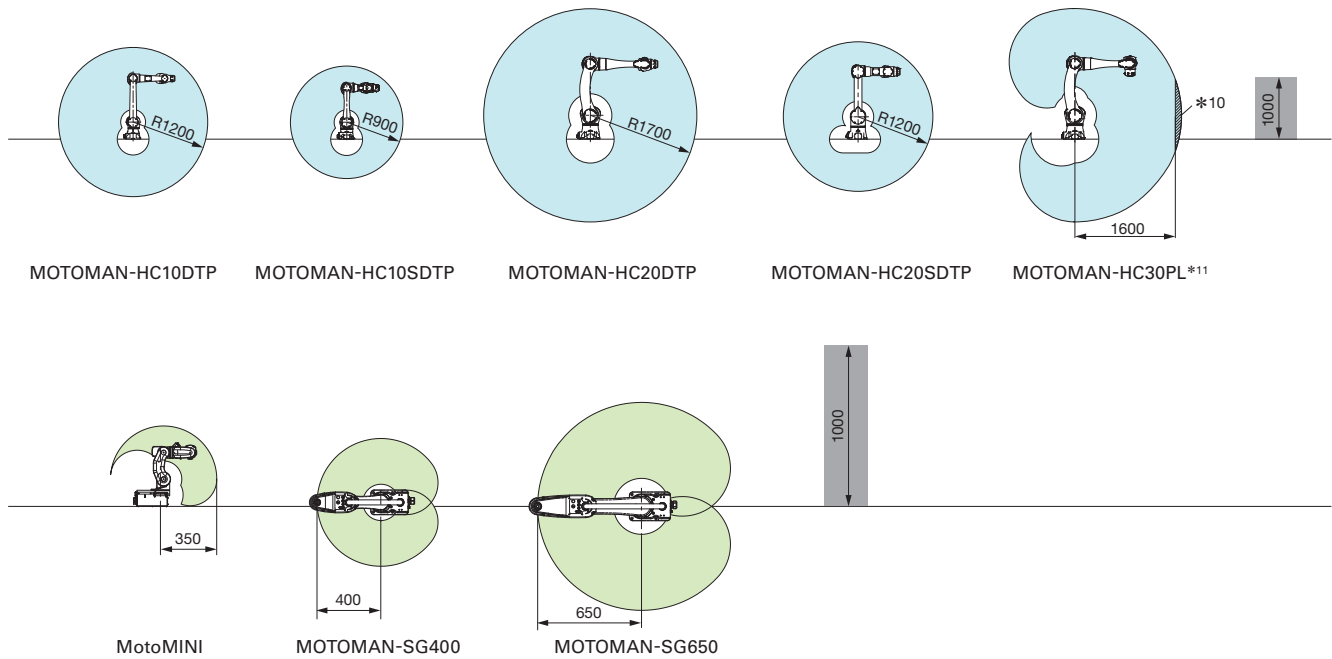 R1200
R900
R1700
R1200
*10
1000
1600
MOTOMAN-HC10DTP
MOTOMAN-HC10SDTP
MOTOMAN-HC20DTP
MOTOMAN-HC20SDTP
MOTOMAN-HC30PL*11
1000
350
400
650
MotoMINI
MOTOMAN-SG400
MOTOMAN-SG650